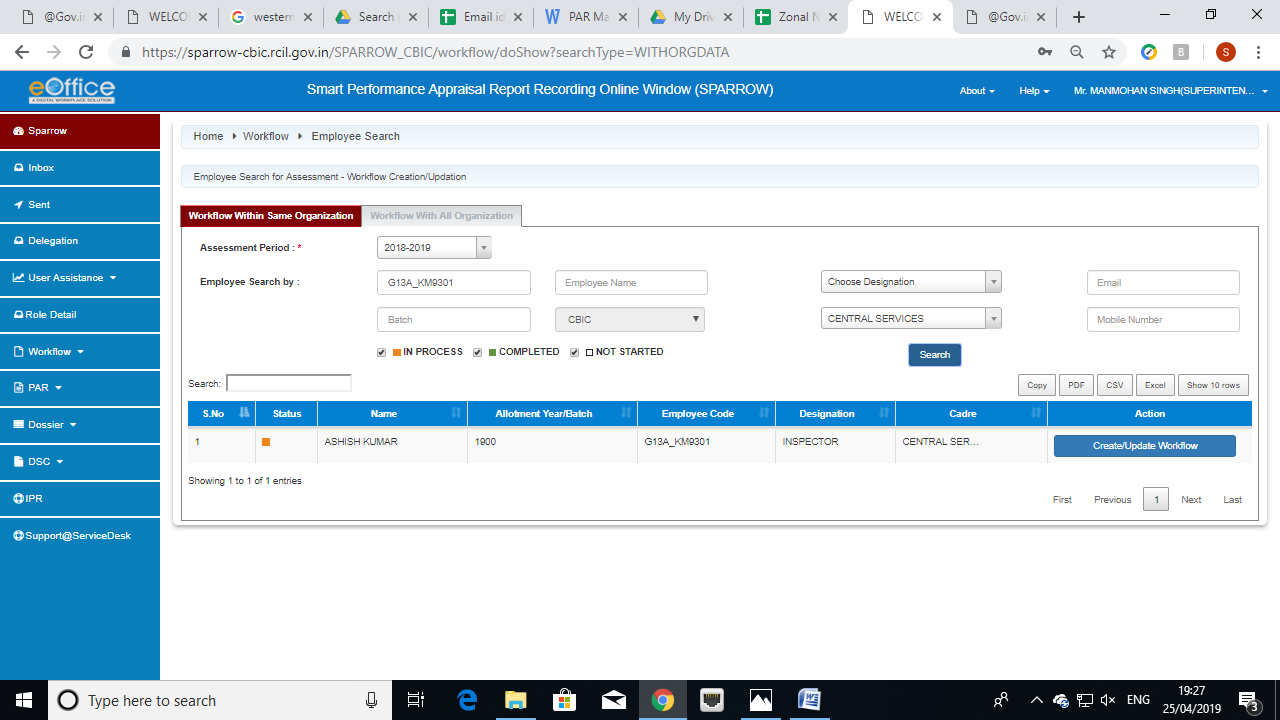 @Gov.i
WELCO
western
Search
Email id
PAR Ma
My Driv
Zonal N
WELCO
@Gov.i
https://sparrow-cbic.rcil.gov.in/SPARROW_CBIC/workflow/doShow?searchType=WITHORGDATA
B
S
eOffice
A DIGITAL WORKPLACE SOLUTION
Smart Performance Appraisal Report Recording Online Window (SPARROW)
About
Help
Mr. MANMOHAN SINGH(SUPERINTEN...
Sparrow
Inbox
Sent
Delegation
User Assistance
Role Detail
Workflow
PAR
Dossier
DSC
IPR
Support@ServiceDesk
Home Workflow Employee Search
Employee Search for Assessment - Workflow Creation/Updation
Workflow Within Same Organization Workflow With All Organization
Assessment Period : * 2018-2019
Employee Search by : G13A_KM9301 Employee Name Choose Designation Email
Batch CBIC CENTRAL SERVICES Mobile Number
IN PROCESS COMPLETED NOT STARTED Search
Search: Copy PDF CSV Excel Show 10 rows
S.No Status Name Allotment Year/Batch Employee Code Designation Cadre Action
1 ASHISH KUMAR 1900 G13A_KM9301 INSPECTOR CENTRAL SER... Create/Update Workflow
Showing 1 to 1 of 1 entries
First Previous 1 Next Last
Type here to search
ENG
19:27
25/04/2019
3